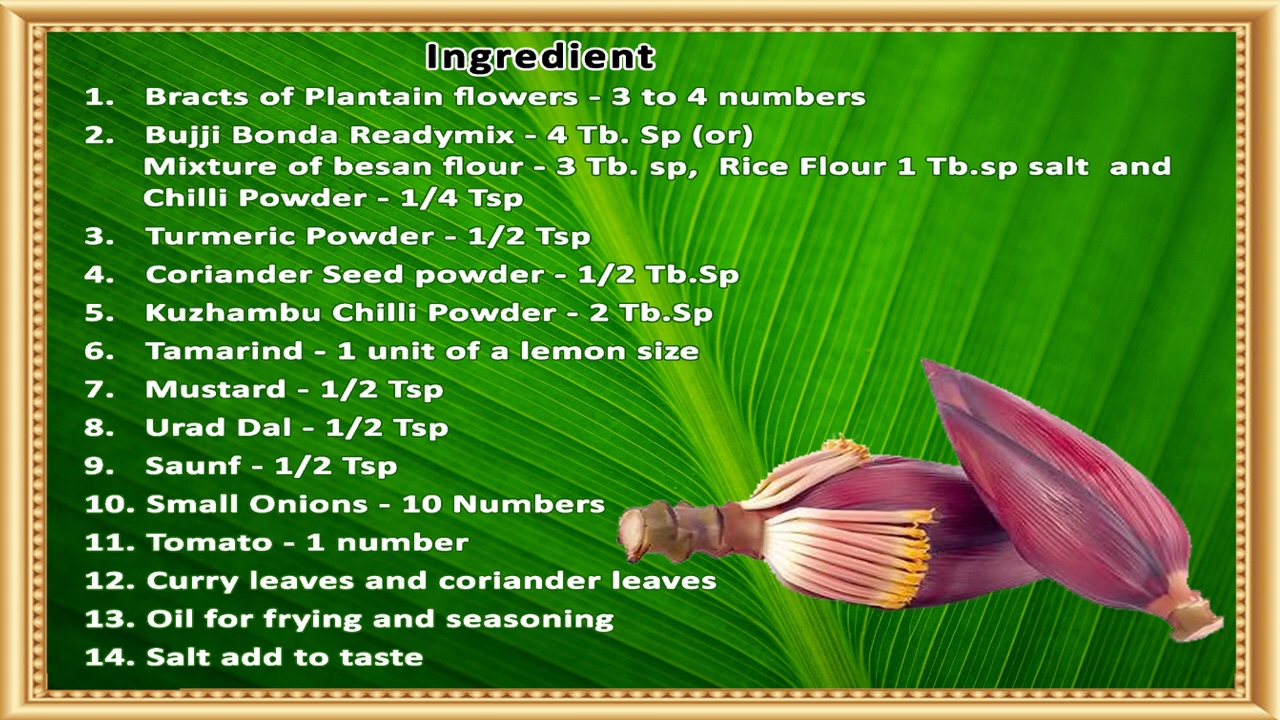 Ingredient
1. Bracts of Plantain flowers - 3 to 4 numbers
2. Bujji Bonda Readymix - 4 Tb. Sp (or)
Mixture of besan flour - 3 Tb. sp, Rice Flour 1 Tb.sp salt and
Chilli Powder - 1/4 Tsp
3. Turmeric Powder - 1/2 Tsp
4. Coriander Seed powder - 1/2 Tb.Sp
5. Kuzhambu Chilli Powder - 2 Tb.Sp
6. Tamarind - 1 unit of a lemon size
7. Mustard - 1/2 Tsp
8. Urad Dal - 1/2 Tsp
9. Saunf - 1/2 Tsp
10. Small Onions - 10 Numbers
11. Tomato - 1 number
12. Curry leaves and coriander leaves
13. Oil for frying and seasoning
14. Salt add to taste